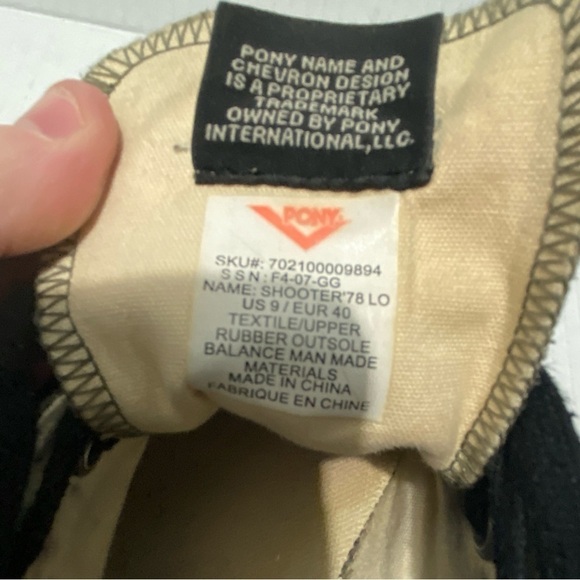 PONY NAME AND
CHEVRON DESIGN
IS A PROPRIETARY
TRADEMARK
OWNED BY PONY
INTERNATIONAL,LLC.
PONY
SKU#: 702100009894
S S N : F4-07-GG
NAME: SHOOTER'78 LO
US 9 / EUR 40
TEXTILE/UPPER
RUBBER OUTSOLE
BALANCE MAN MADE
MATERIALS
MADE IN CHINA
FABRIQUE EN CHINE